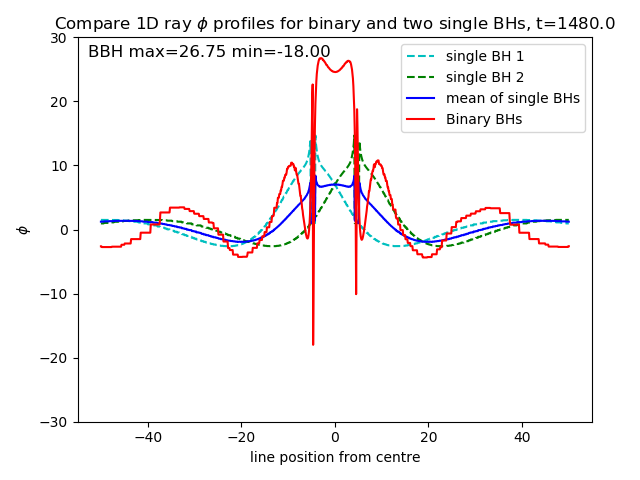 Compare 1D ray ϕ profiles for binary and two single BHs, t=1480.0
BBH max=26.75 min=-18.00
single BH 1
single BH 2
mean of single BHs
Binary BHs
30
20
10
0
−10
−20
−30
ϕ
−40
−20
0
20
40
line position from centre